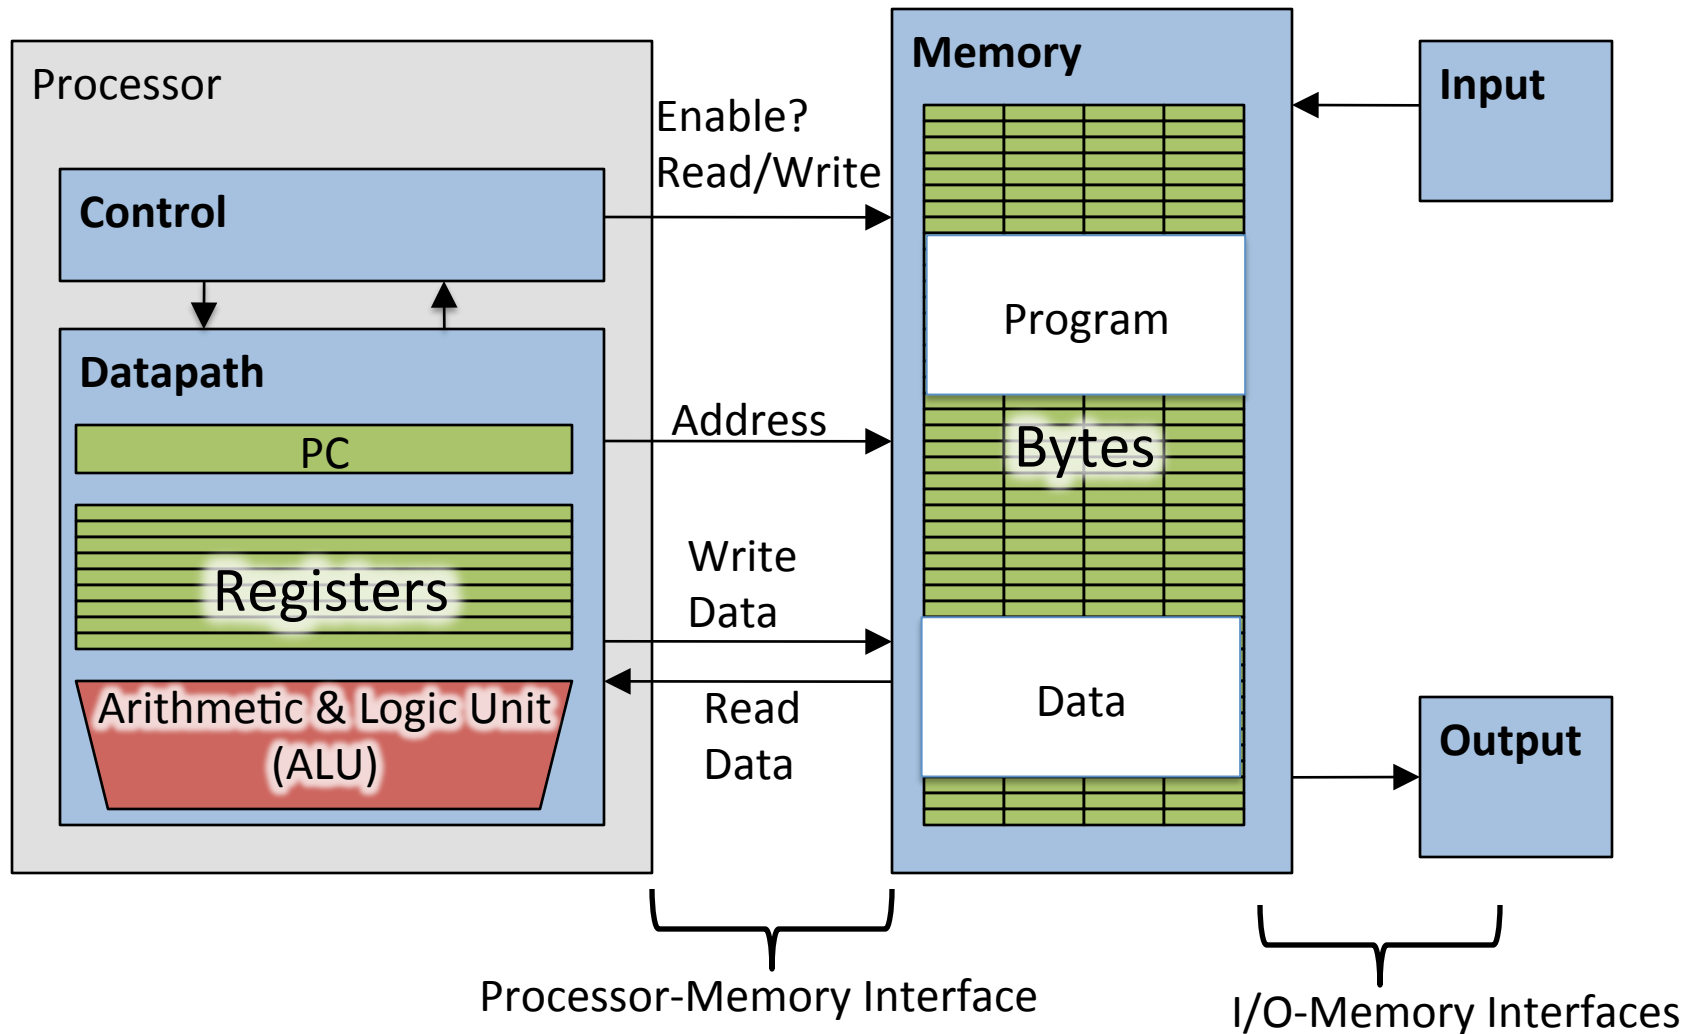 Processor
Control
Datapath
PC
Registers
Arithmetic & Logic Unit
(ALU)
Enable?
Read/Write
Address
Write
Data
Read
Data
Processor-Memory Interface
Memory
Program
Bytes
Data
Input
Output
I/O-Memory Interfaces